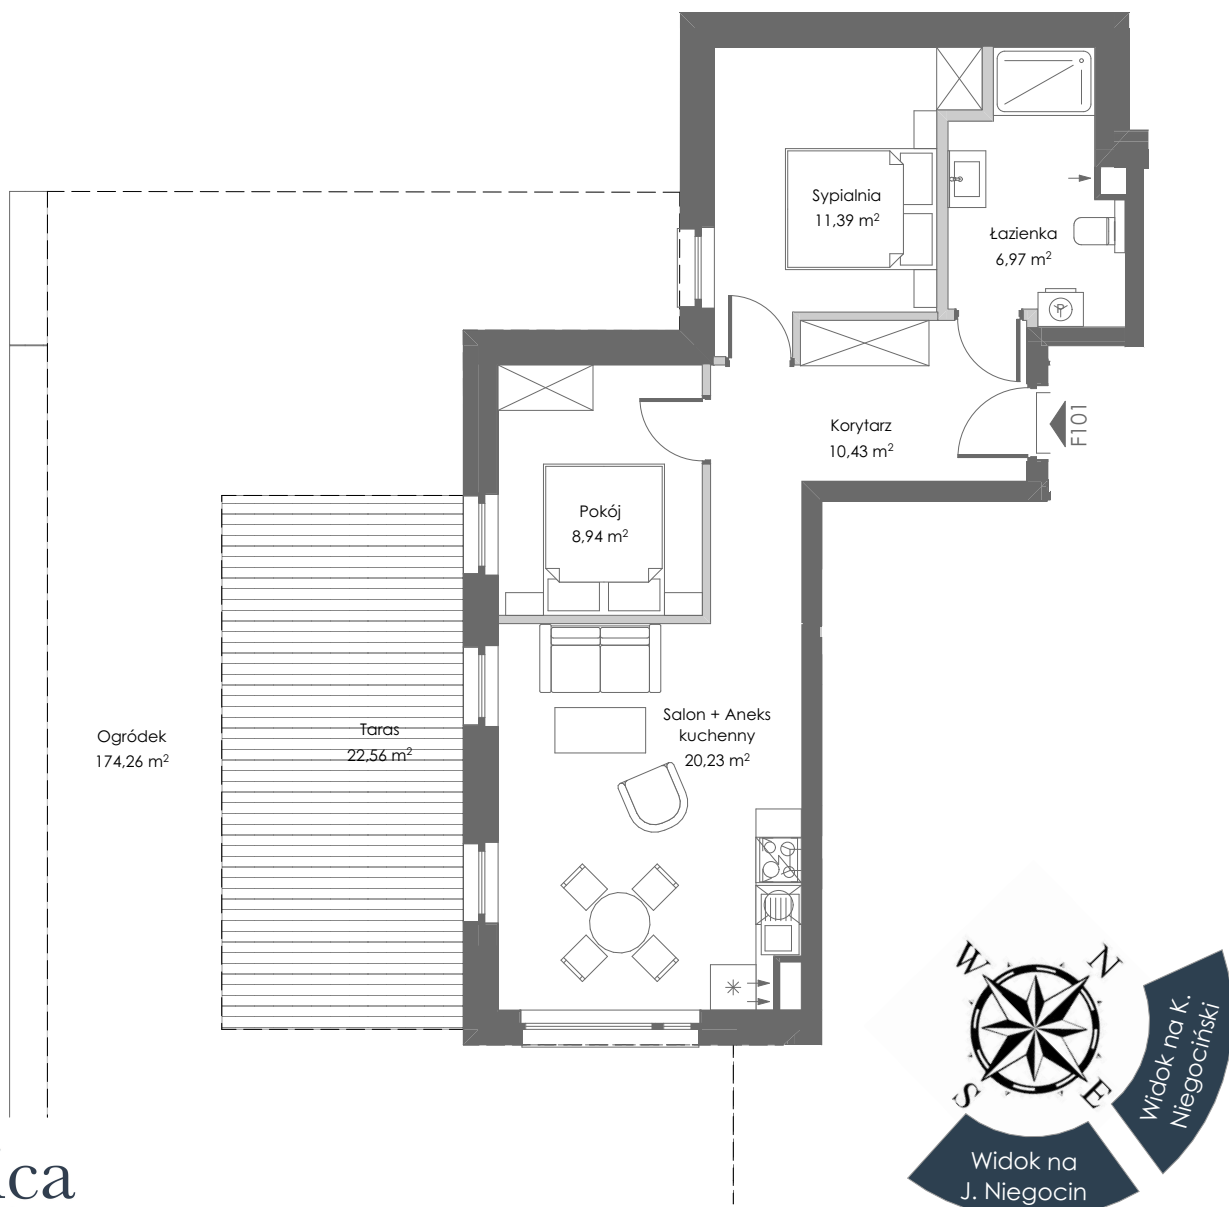 Sypialnia
11,39 m²
Łazienka
6,97 m²
Korytarz
10,43 m²
F101
Pokój
8,94 m²
Salon + Aneks
kuchenny
20,23 m²
Taras
22,56 m²
Ogródek
174,26 m²
W
N
S
E
Widok na K.
Niegociński
Widok na
J. Niegocin
ica